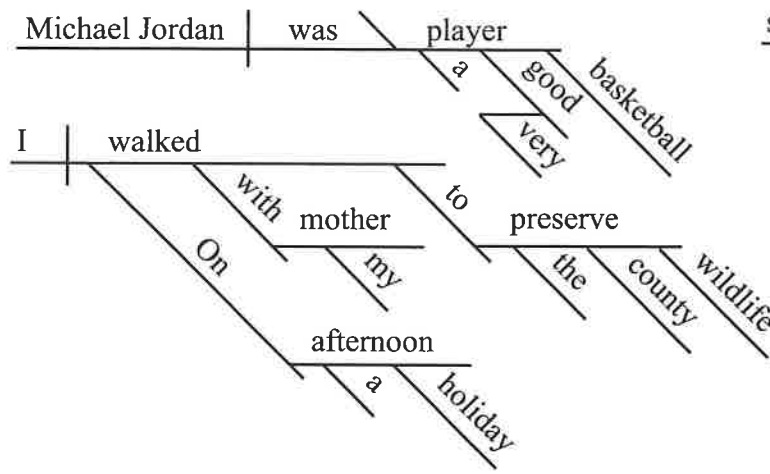 Michael Jordan was player
a good basketball
very
I walked
with to
mother preserve
On my the county wildlife
afternoon
a holiday